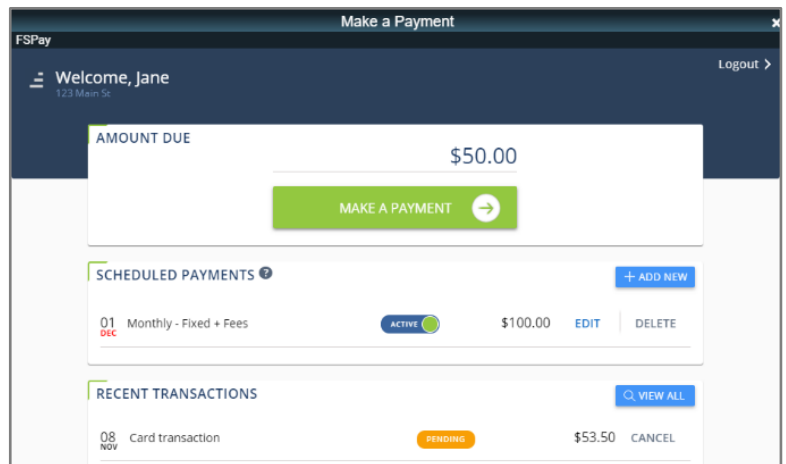 Make a Payment
x
FSPay
Logout >
Welcome, Jane
123 Main St
AMOUNT DUE
$50.00
MAKE A PAYMENT
SCHEDULED PAYMENTS ?
+ ADD NEW
01 Monthly - Fixed + Fees ACTIVE $100.00 EDIT DELETE
DEC
RECENT TRANSACTIONS
VIEW ALL
08 Card transaction PENDING $53.50 CANCEL
NOV